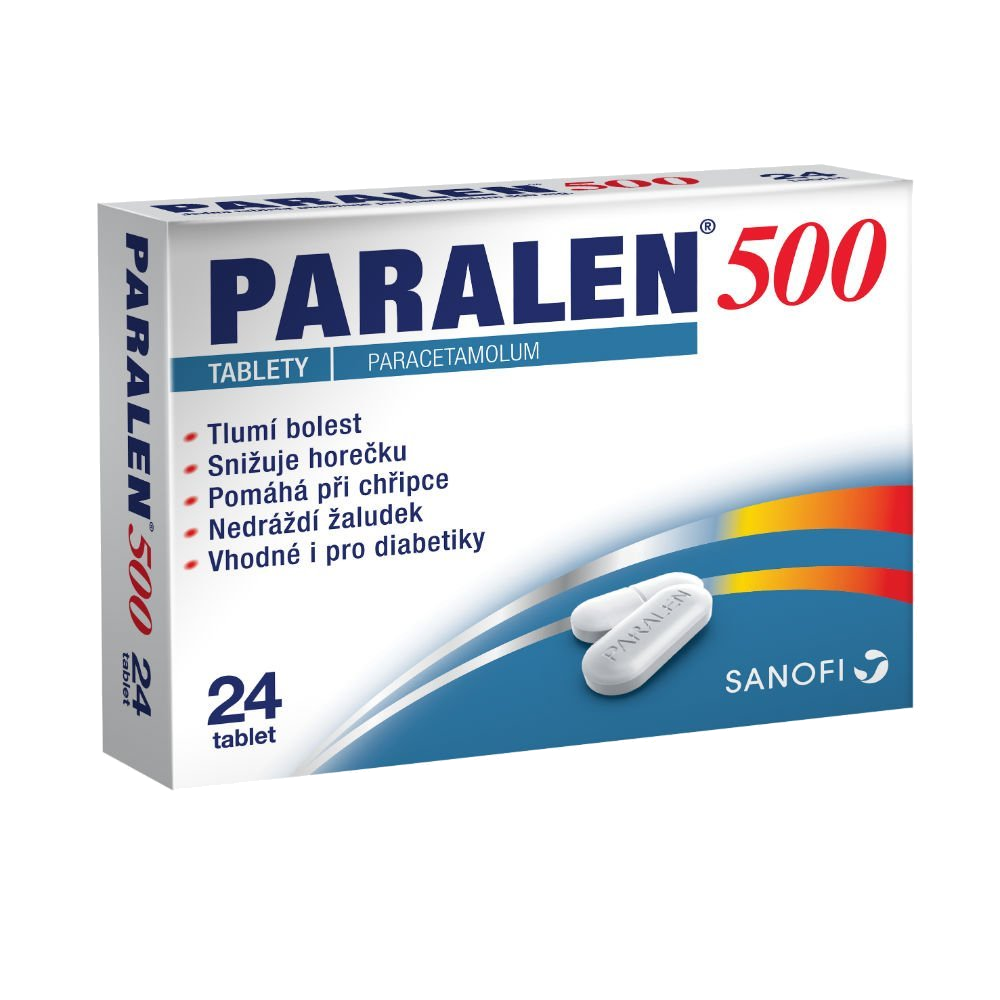 PARALEN® 500 24
tablet
PARALEN® 500
TABLETY PARACETAMOLUM
• Tlumí bolest
• Snižuje horečku
• Pomáhá při chřipce
• Nedráždí žaludek
• Vhodné i pro diabetiky
24
tablet
PARALEN
SANOFI
PARALEN® 500 24
tablet